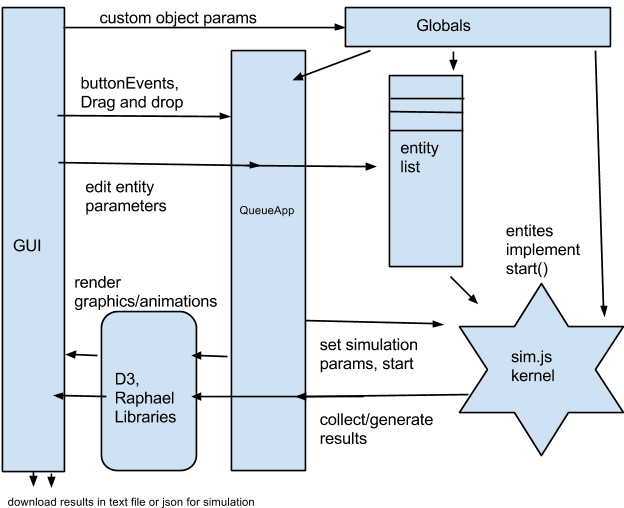 custom object params
Globals
buttonEvents,
Drag and drop
entity
list
edit entity
parameters
QueueApp
GUI
entites
implement
start()
render
graphics/animations
set simulation
params, start
sim.js
kernel
D3,
Raphael
Libraries
collect/generate
results
download results in text file or json for simulation